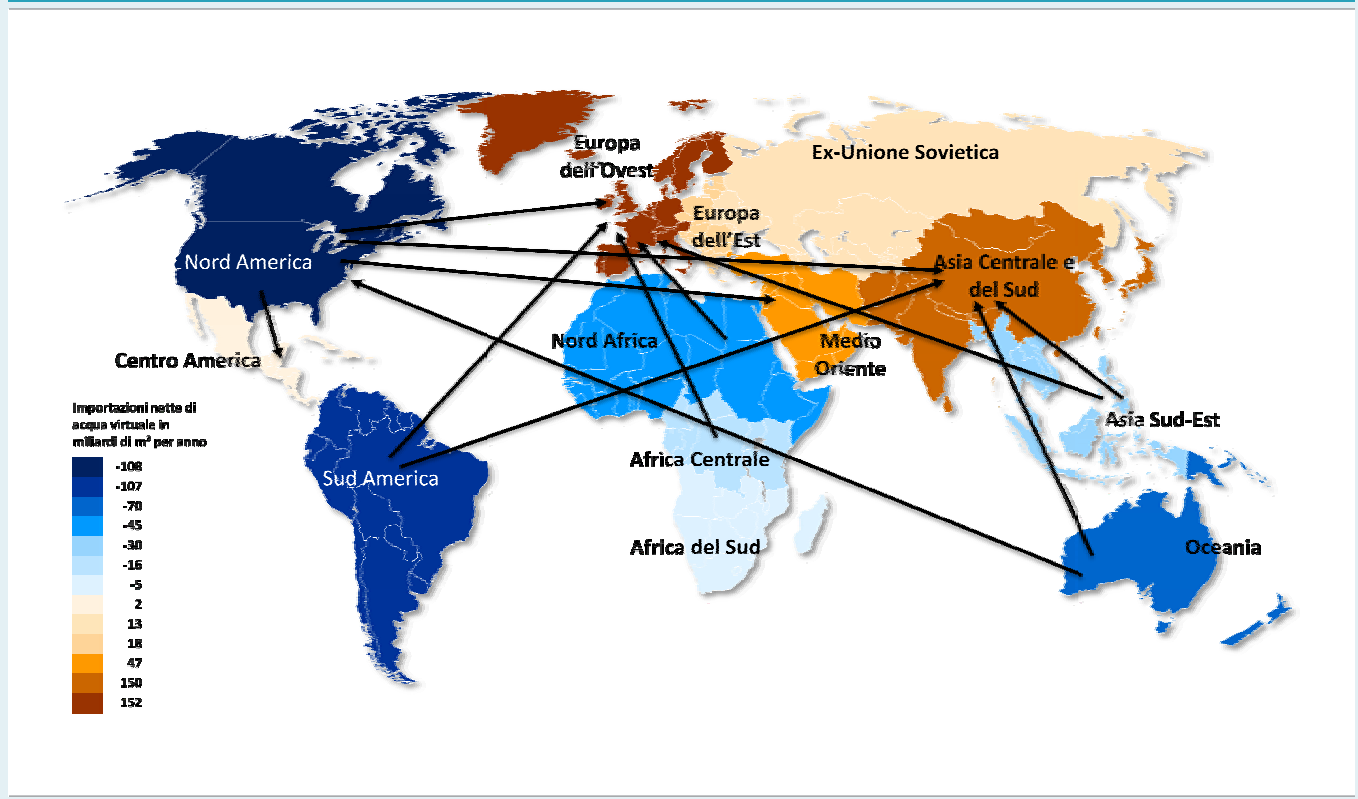 Europa
dell'Ovest
Ex-Unione Sovietica
Europa
dell'Est
Nord America
Asia Centrale e
del Sud
Nord Africa
Medio
Oriente
Centro America
Importazioni nette di
acqua virtuale in
miliardi di m³ per anno
Asia Sud-Est
Africa Centrale
Sud America
Africa del Sud
Oceania
-108
-107
-70
-45
-30
-16
-5
2
13
18
47
150
152